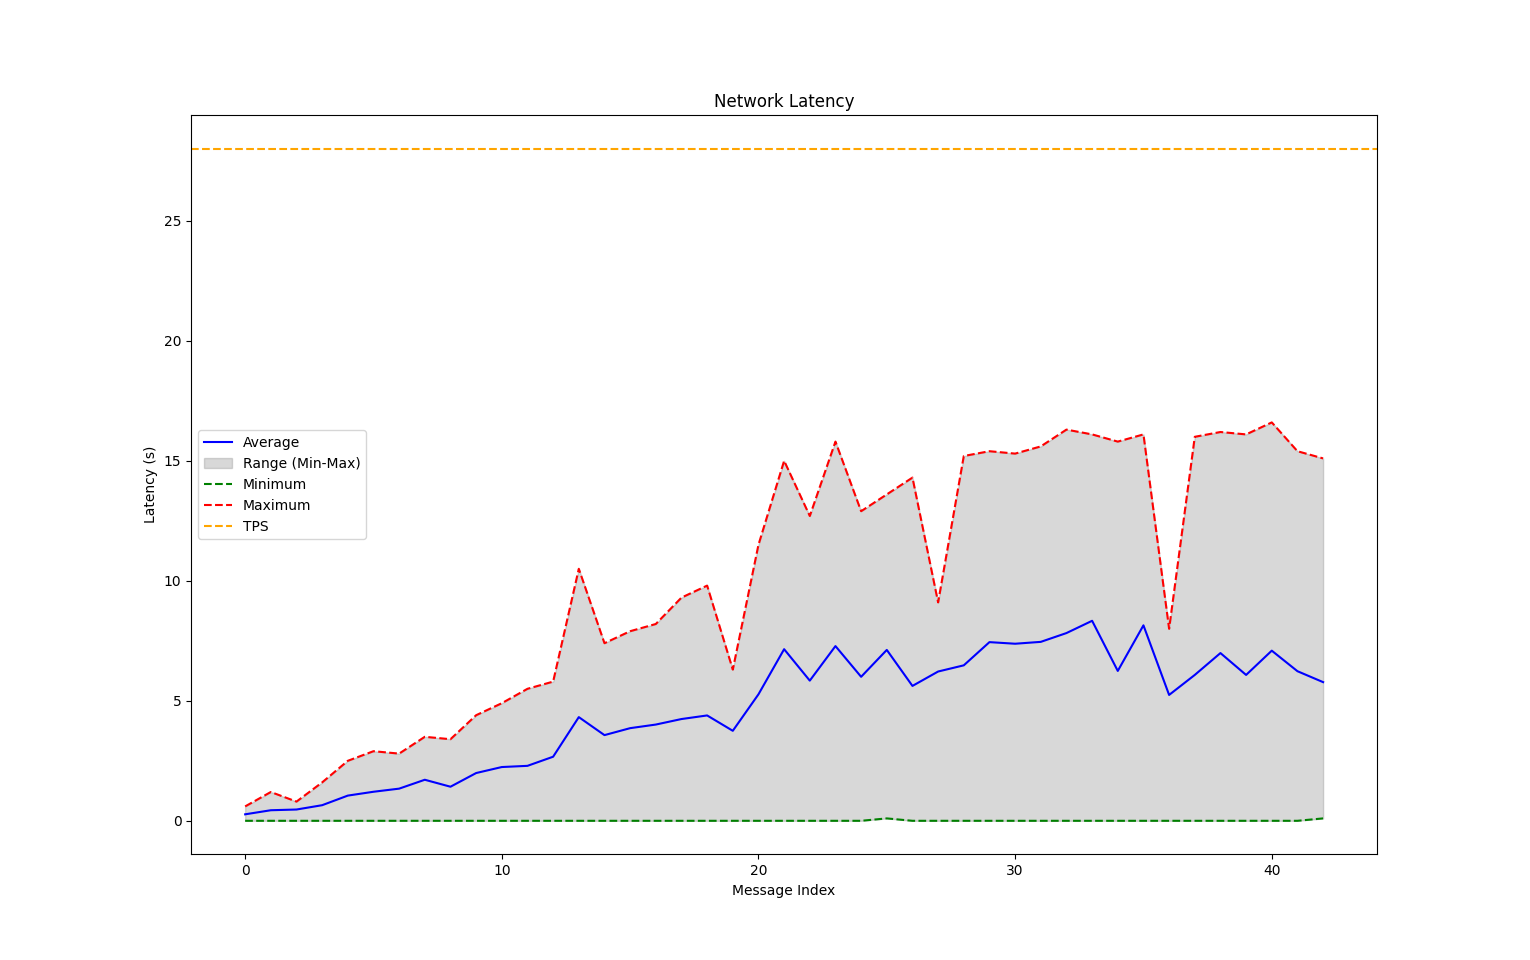 Network Latency
25
20
15
10
5
0
Latency (s)
Average
Range (Min-Max)
Minimum
Maximum
TPS
0 10 20 30 40
Message Index